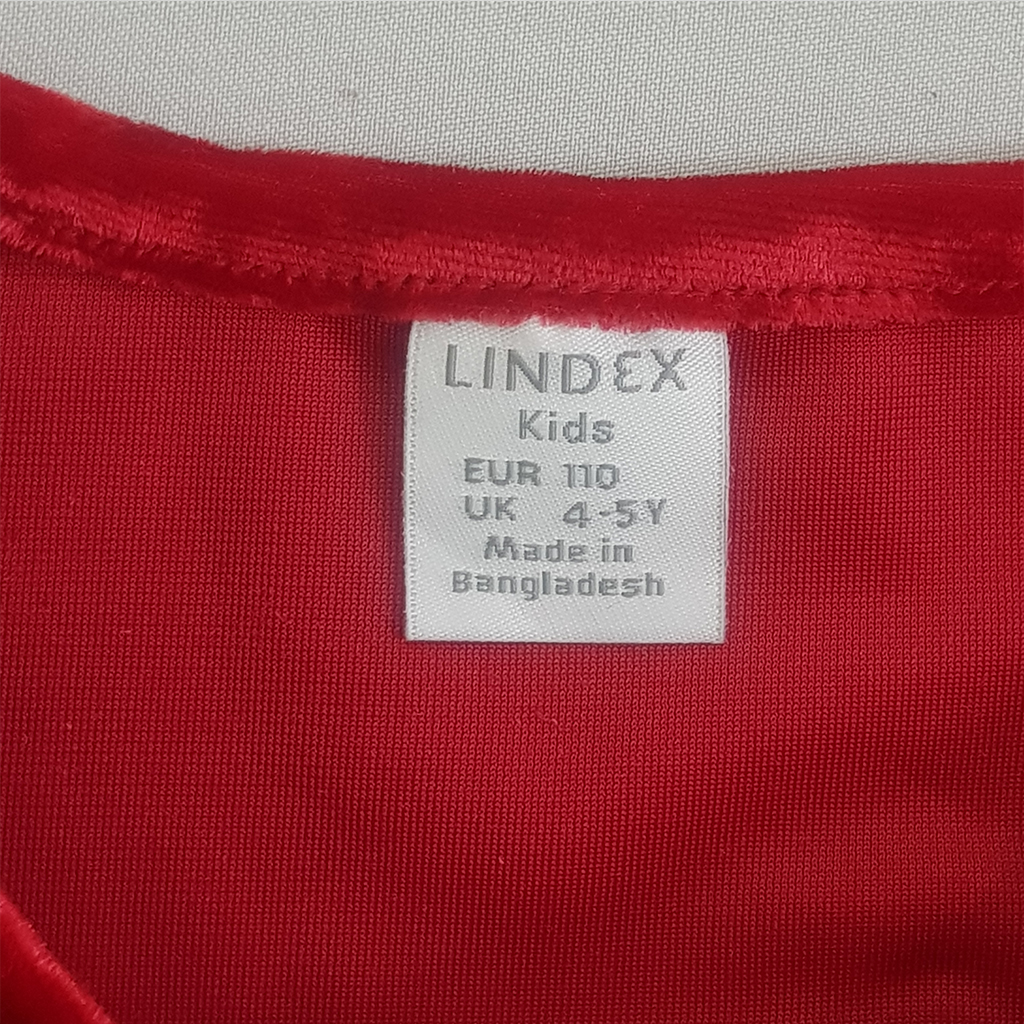 LINDEX
Kids
EUR 110
UK 4-5Y
Made in
Bangladesh